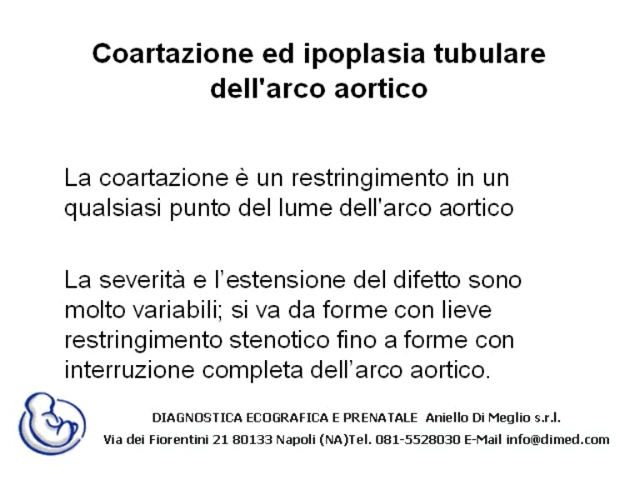 Coartazione ed ipoplasia tubulare
dell'arco aortico
La coartazione è un restringimento in un
qualsiasi punto del lume dell'arco aortico
La severità e l’estensione del difetto sono
molto variabili; si va da forme con lieve
restringimento stenotico fino a forme con
interruzione completa dell’arco aortico.
DIAGNOSTICA ECOGRAFICA E PRENATALE Aniello Di Meglio s.r.l.
Via dei Fiorentini 21 80133 Napoli (NA)Tel. 081-5528030 E-Mail info@dimed.com